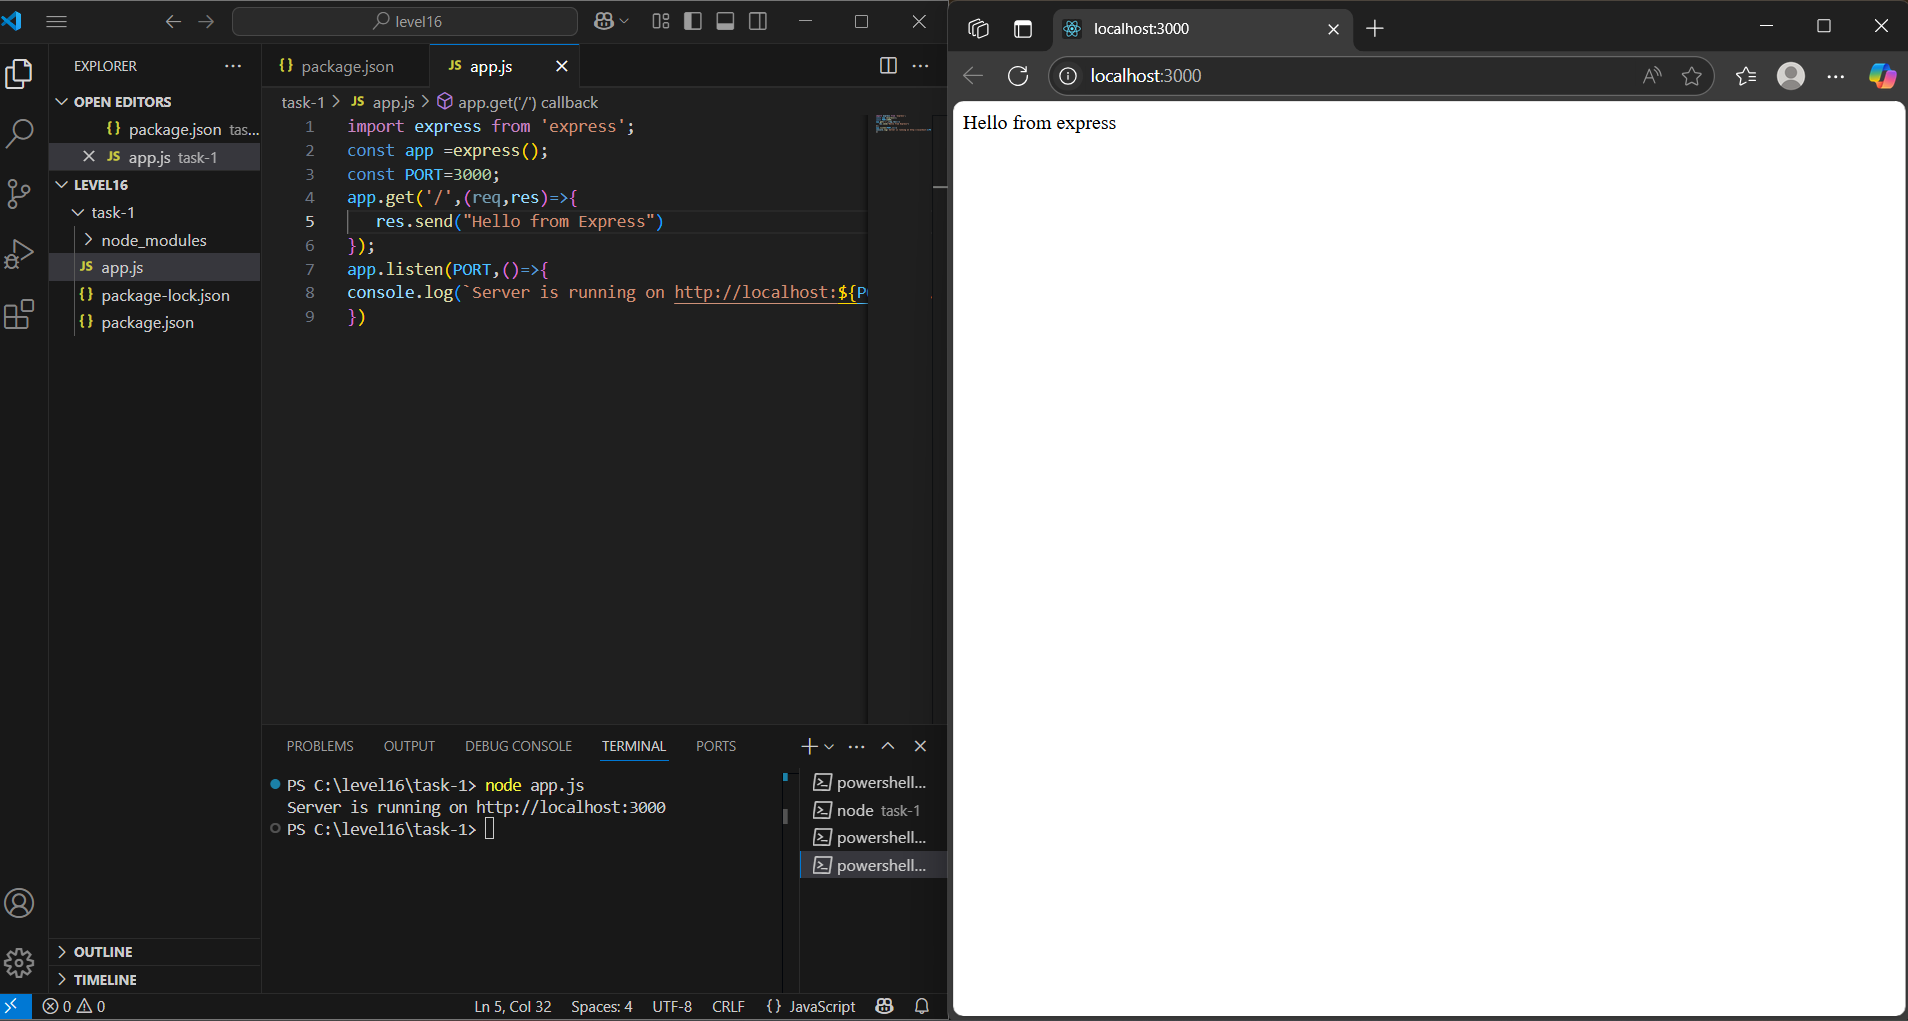 level16
EXPLORER
OPEN EDITORS
{} package.json tas...
JS app.js task-1
LEVEL16
task-1
node_modules
JS app.js
{} package-lock.json
{} package.json
OUTLINE
TIMELINE
{} package.json
JS app.js
task-1 > JS app.js > app.get('/') callback
1 import express from 'express';
2 const app =express();
3 const PORT=3000;
4 app.get('/',(req,res)=>{
5 res.send("Hello from Express")
6 });
7 app.listen(PORT,()=>{
8 console.log(`Server is running on http://localhost:${P
9 })
PROBLEMS OUTPUT DEBUG CONSOLE TERMINAL PORTS
PS C:\level16\task-1> node app.js
Server is running on http://localhost:3000
PS C:\level16\task-1>
powershell...
node task-1
powershell...
powershell...
0 0 Ln 5, Col 32 Spaces: 4 UTF-8 CRLF {} JavaScript
localhost:3000
localhost:3000
Hello from express